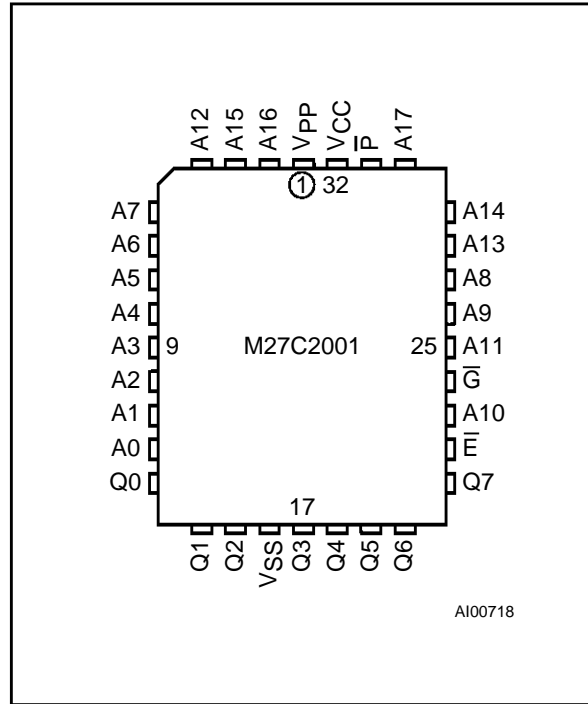 A12 A15 A16 VPP VCC P̅ A17
1 32
A7 A14
A6 A13
A5 A8
A4 A9
A3 9 M27C2001 25 A11
A2 G̅
A1 A10
A0 E̅
Q0 Q7
17
Q1 Q2 VSS Q3 Q4 Q5 Q6
AI00718